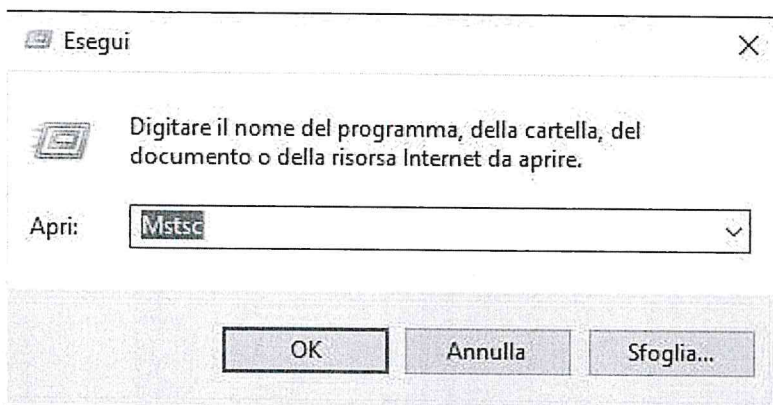 Esegui
Digitare il nome del programma, della cartella, del
documento o della risorsa Internet da aprire.
Apri: Mstsc
OK Annulla Sfoglia...